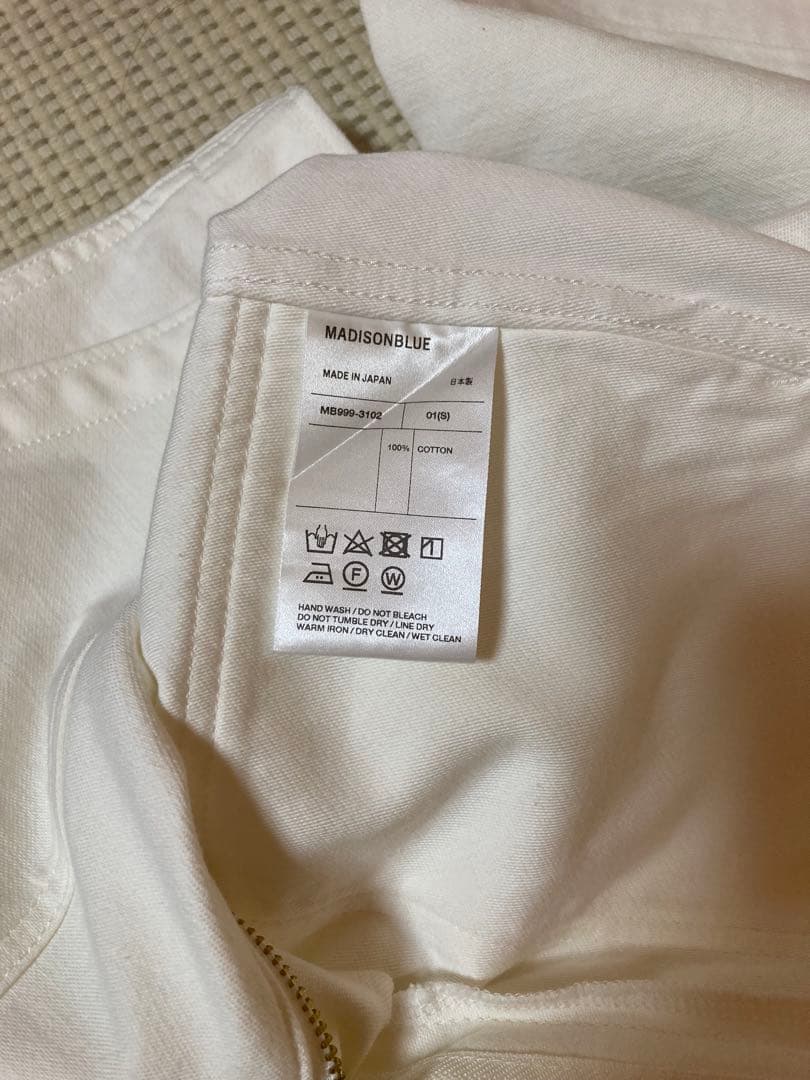 MADISONBLUE
MADE IN JAPAN 日本製
MB999-3102 01(S)
100% COTTON
F W
HAND WASH / DO NOT BLEACH
DO NOT TUMBLE DRY / LINE DRY
WARM IRON / DRY CLEAN / WET CLEAN